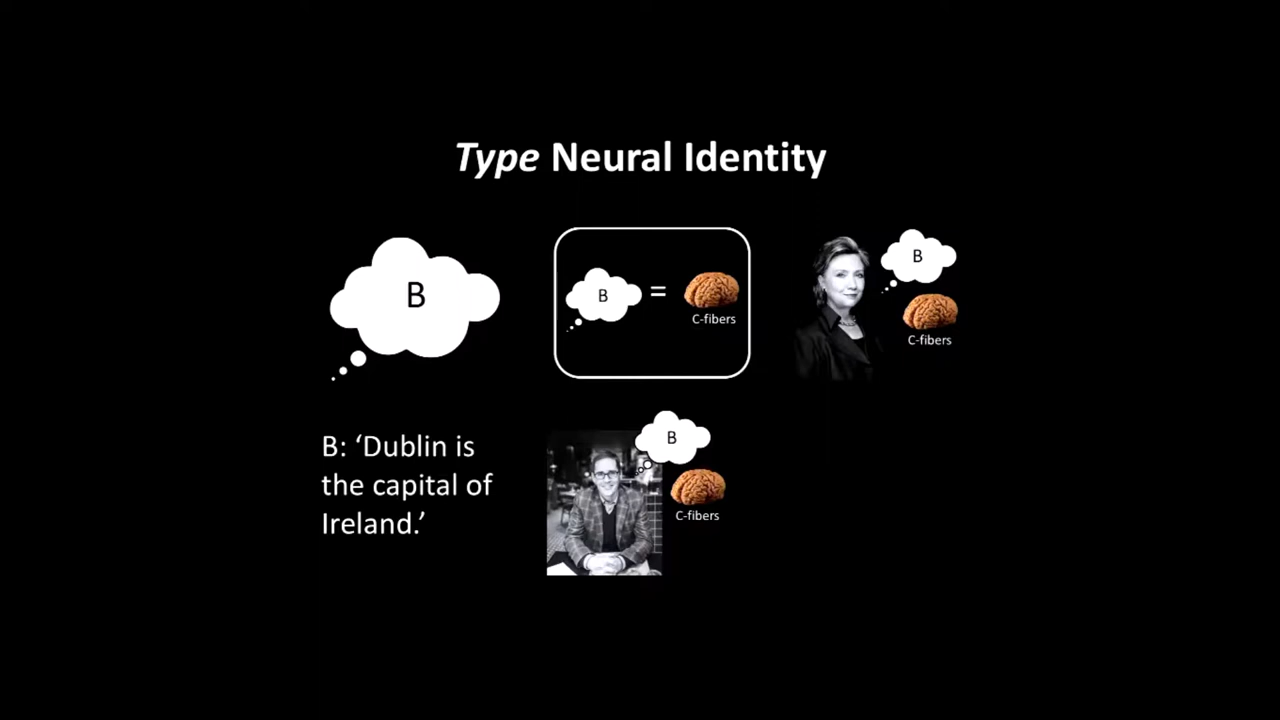 Type Neural Identity
B
B
=
C-fibers
B
C-fibers
B: ‘Dublin is
the capital of
Ireland.’
B
C-fibers